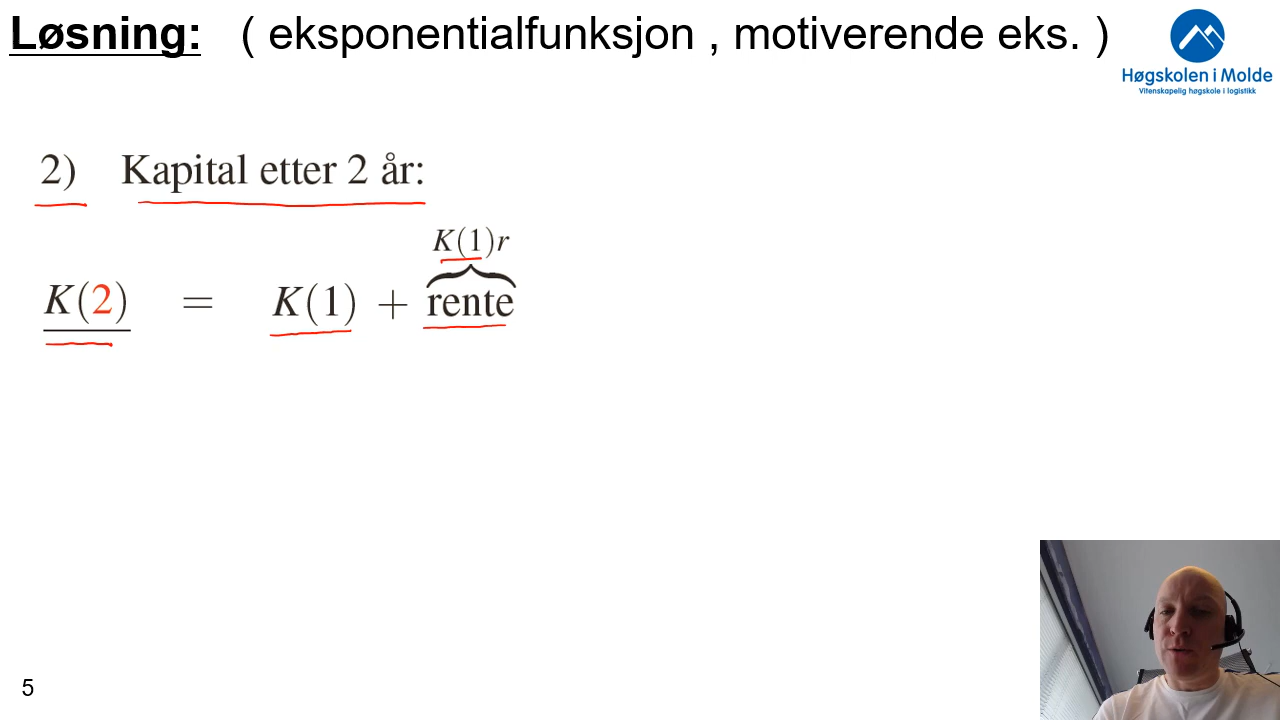 Løsning: ( eksponentialfunksjon , motiverende eks. )
Høgskolen i Molde
Vitenskapelig høgskole i logistikk
2) Kapital etter 2 år:
K(1)r
K(2) = K(1) + rente
5